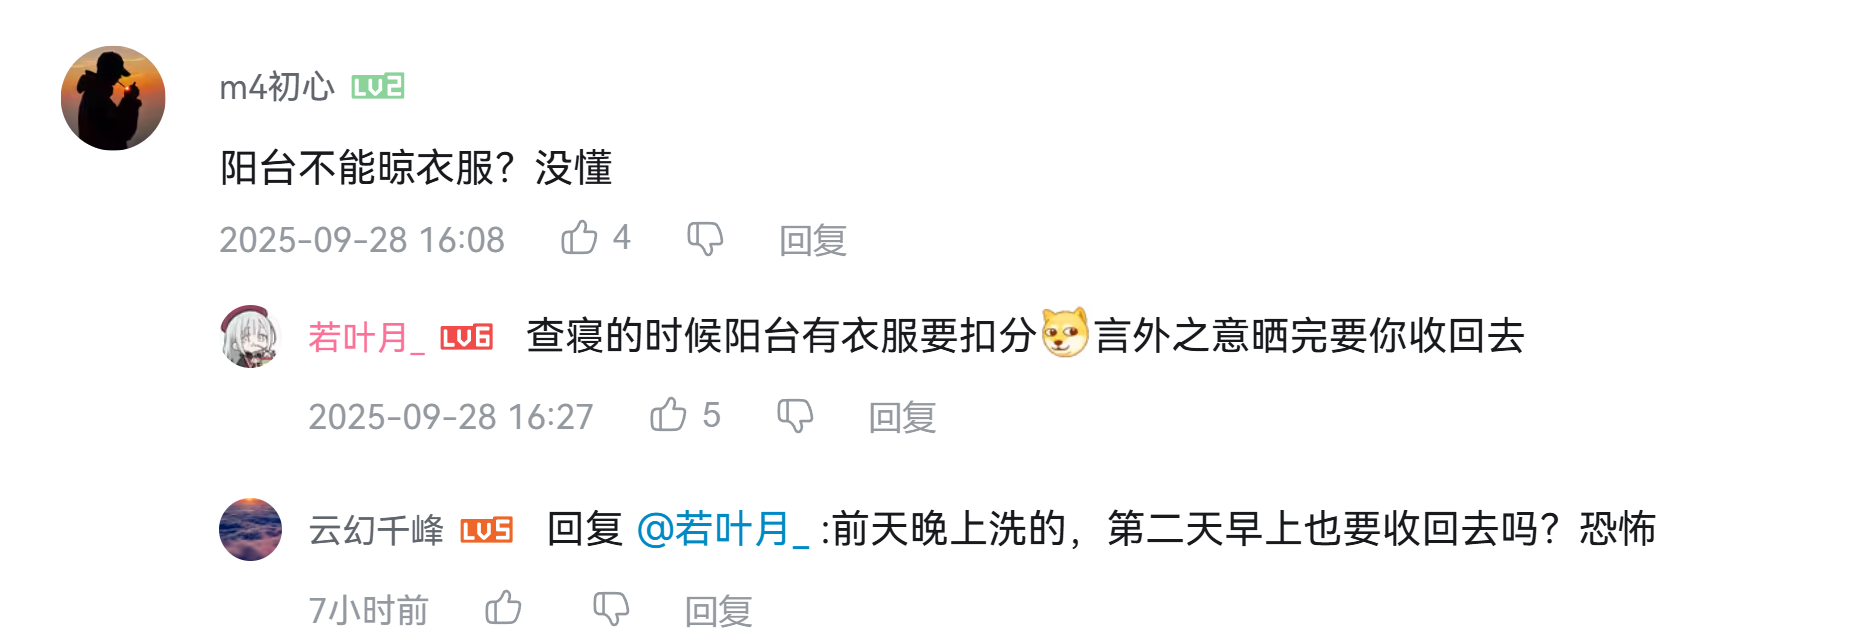 m4初心 LV2
阳台不能晾衣服？没懂
2025-09-28 16:08 4 回复
若叶月_ LV6 查寝的时候阳台有衣服要扣分言外之意晒完要你收回去
2025-09-28 16:27 5 回复
云幻千峰 LV5 回复 @若叶月_ :前天晚上洗的，第二天早上也要收回去吗？恐怖
7小时前 回复